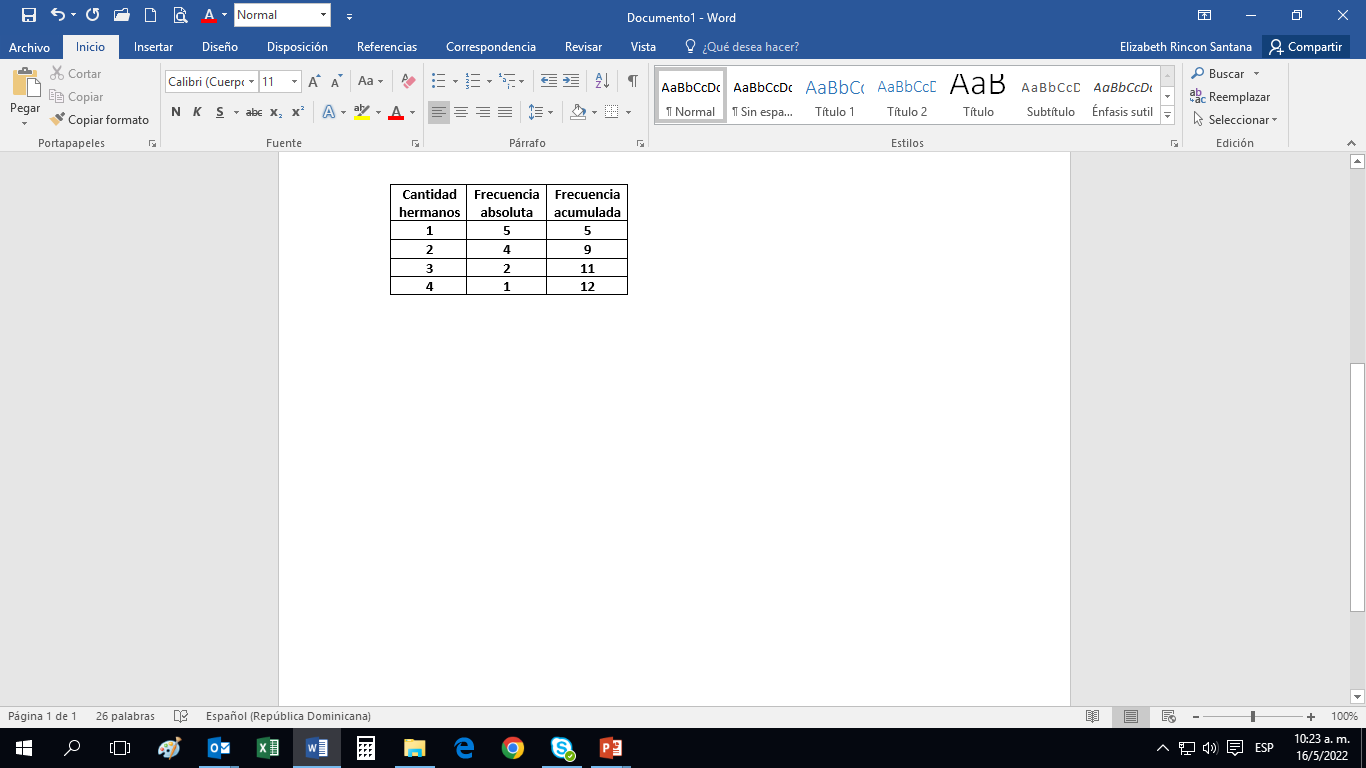 Normal
Documento1 - Word
Archivo Inicio Insertar Diseño Disposición Referencias Correspondencia Revisar Vista ¿Qué desea hacer? Elizabeth Rincon Santana Compartir
Pegar
Cortar
Copiar
Copiar formato
Portapapeles
Calibri (Cuerpo 11
N K S abc x₂ x²
Fuente
Párrafo
AaBbCcDc AaBbCcDc AaBbCc AaBbCcD AaB AaBbCcD AaBbCcDc
¶ Normal ¶ Sin espa... Título 1 Título 2 Título Subtítulo Énfasis sutil
Estilos
Buscar
Reemplazar
Seleccionar
Edición
Cantidad hermanos Frecuencia absoluta Frecuencia acumulada
1 5 5
2 4 9
3 2 11
4 1 12
Página 1 de 1 26 palabras Español (República Dominicana) 100%
ESP
10:23 a. m.
16/5/2022